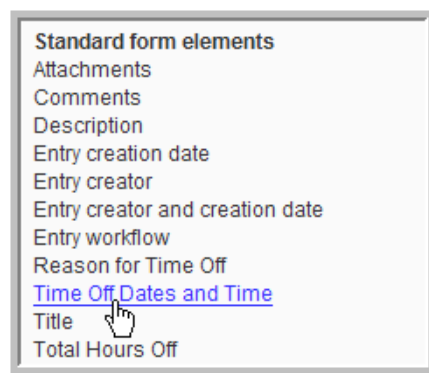 Standard form elements
Attachments
Comments
Description
Entry creation date
Entry creator
Entry creator and creation date
Entry workflow
Reason for Time Off
Time Off Dates and Time
Title
Total Hours Off